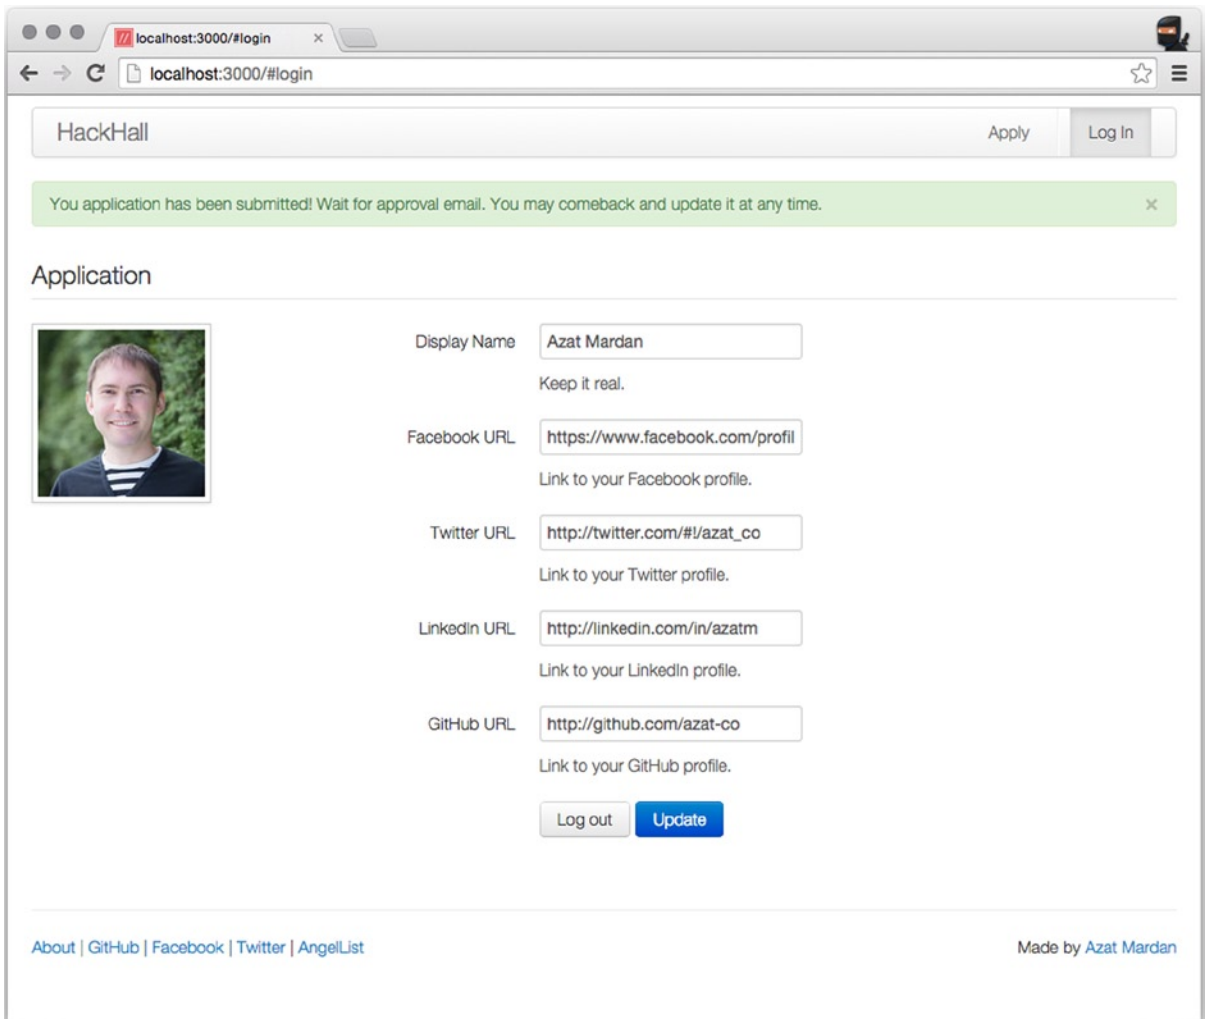 localhost:3000/#login
localhost:3000/#login
HackHall
Apply
Log In
You application has been submitted! Wait for approval email. You may comeback and update it at any time.
Application
Display Name
Azat Mardan
Keep it real.
Facebook URL
https://www.facebook.com/profil
Link to your Facebook profile.
Twitter URL
http://twitter.com/#!/azat_co
Link to your Twitter profile.
LinkedIn URL
http://linkedin.com/in/azatm
Link to your LinkedIn profile.
GitHub URL
http://github.com/azat-co
Link to your GitHub profile.
Log out
Update
About | GitHub | Facebook | Twitter | AngelList
Made by Azat Mardan